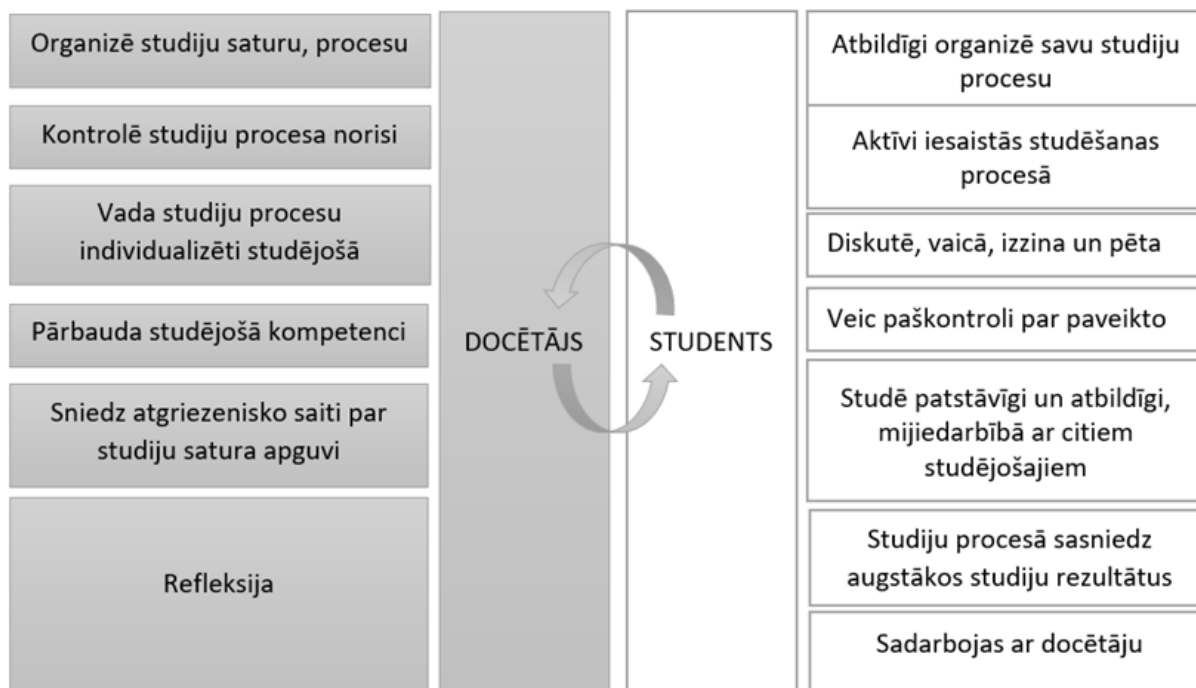 Organizē studiju saturu, procesu
Kontrolē studiju procesa norisi
Vada studiju procesu
individualizēti studējošā
Pārbauda studējošā kompetenci
Sniedz atgriezenisko saiti par
studiju satura apguvi
Refleksija
DOCĒTĀJS
STUDENTS
Atbildīgi organizē savu studiju
procesu
Aktīvi iesaistās studēšanas
procesā
Diskutē, vaicā, izzina un pēta
Veic paškontroli par paveikto
Studē patstāvīgi un atbildīgi,
mijiedarbībā ar citiem
studējošajiem
Studiju procesā sasniedz
augstākos studiju rezultātus
Sadarbojas ar docētāju